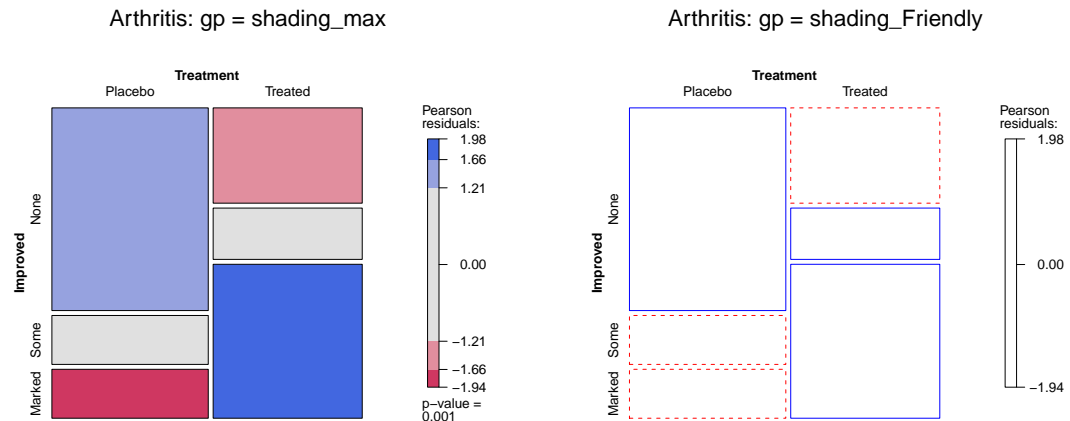 Arthritis: gp = shading_max
Treatment
Placebo Treated
Improved
None
Some
Marked
Pearson
residuals:
1.98
1.66
1.21
0.00
−1.21
−1.66
−1.94
p−value =
0.001
Arthritis: gp = shading_Friendly
Treatment
Placebo Treated
Improved
None
Some
Marked
Pearson
residuals:
1.98
0.00
−1.94